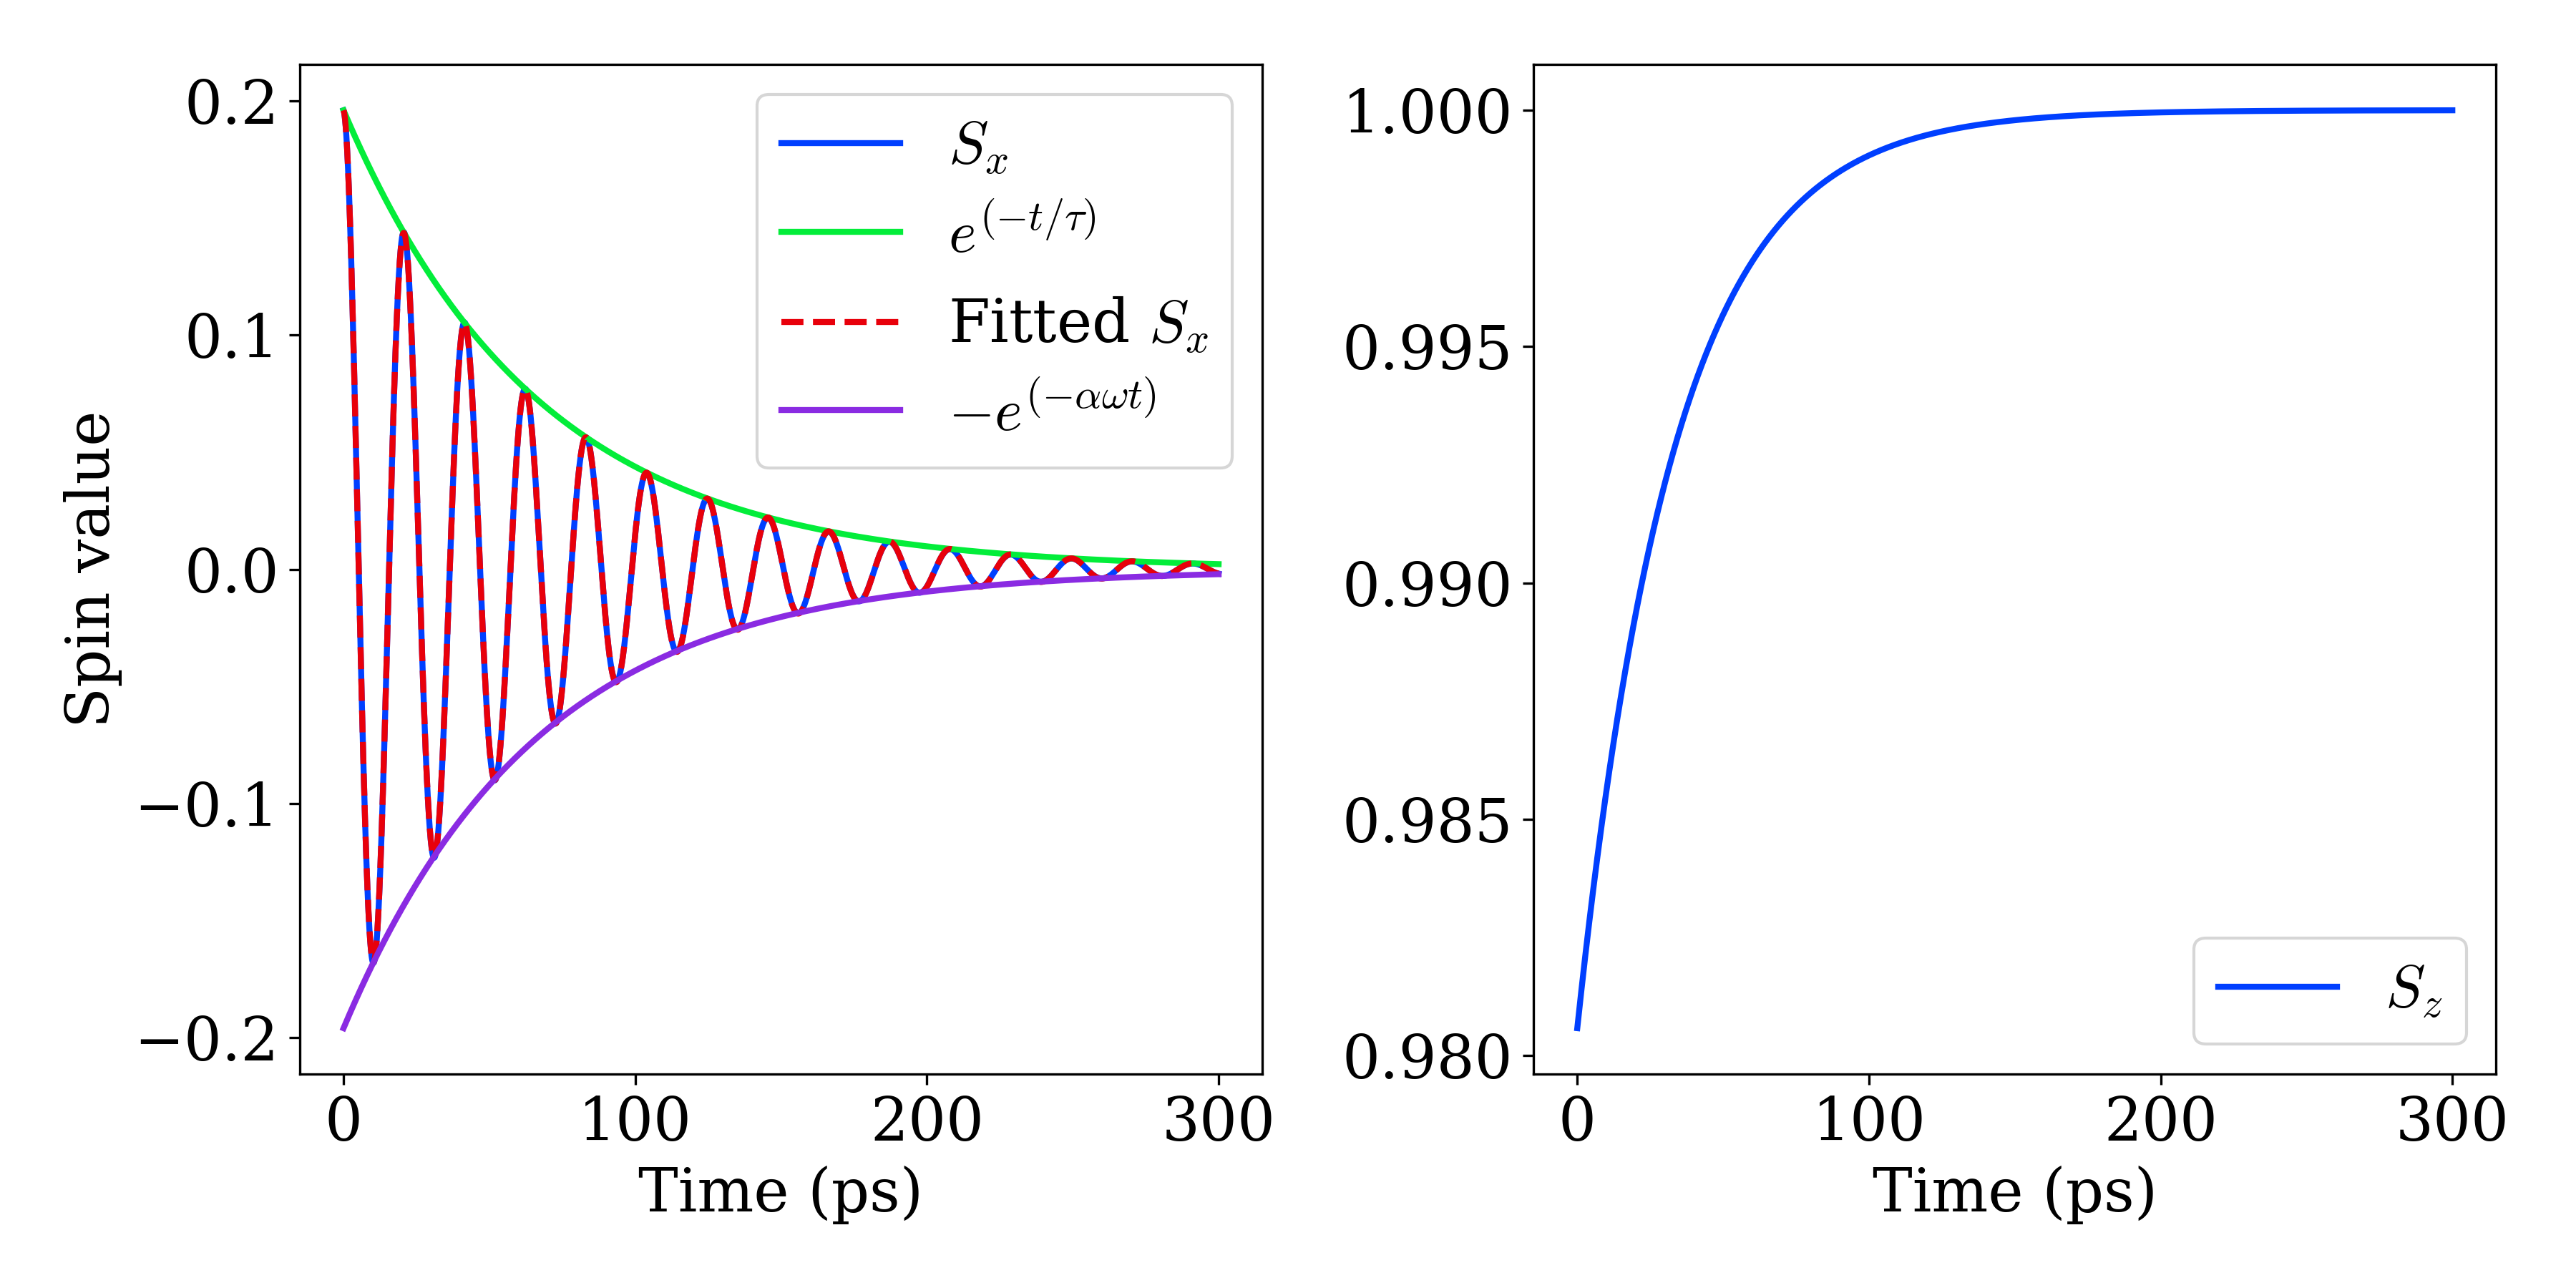 Spin value
0.2
0.1
0.0
−0.1
−0.2
S_x
e^{(−t/τ)}
Fitted S_x
−e^{(−αωt)}
0
100
200
300
Time (ps)
1.000
0.995
0.990
0.985
0.980
S_z
0
100
200
300
Time (ps)